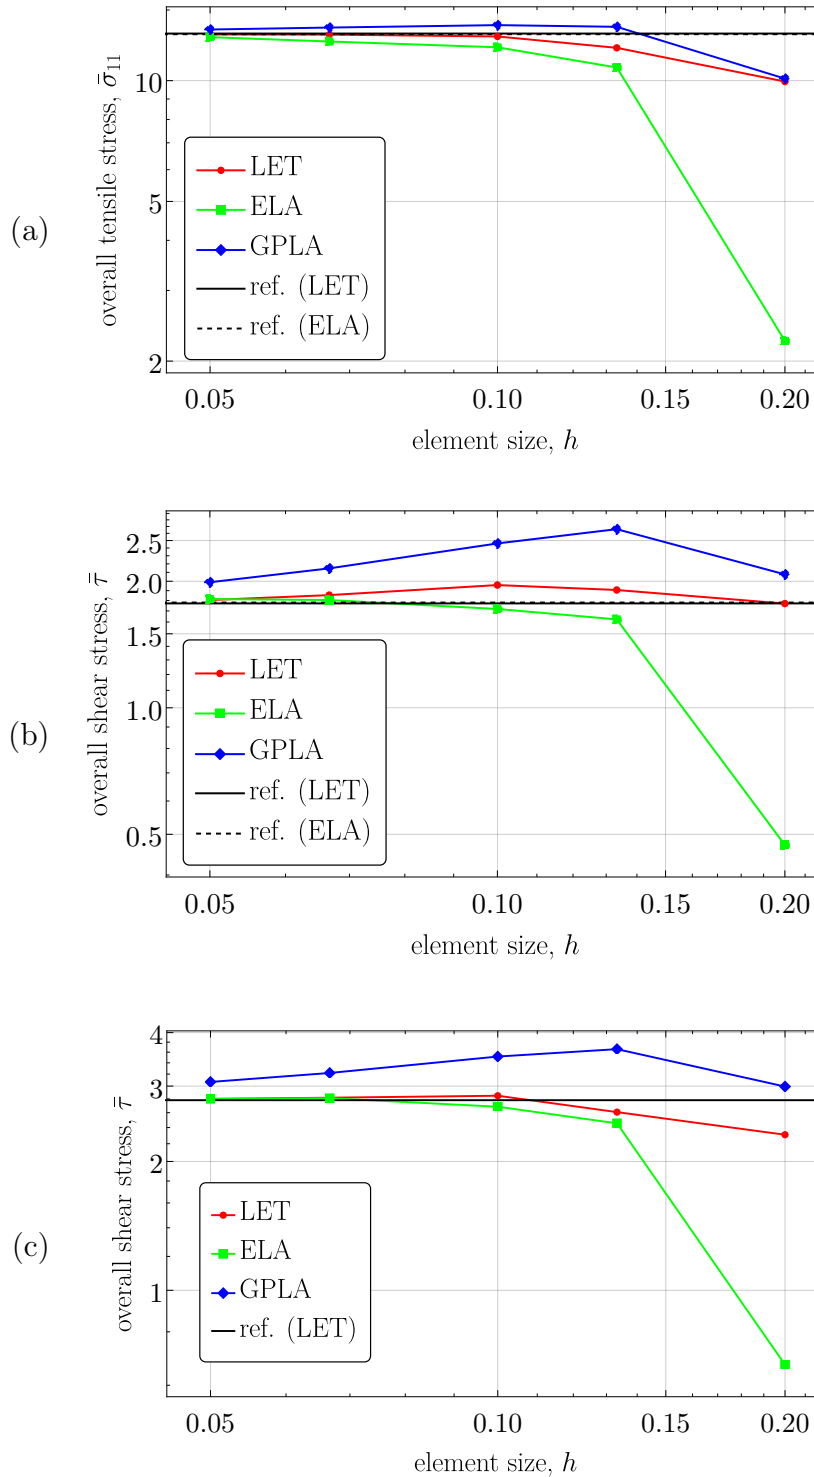 (a)
overall tensile stress, σ̄₁₁
10
5
2
LET
ELA
GPLA
ref. (LET)
ref. (ELA)
0.05 0.10 0.15 0.20
element size, h
(b)
overall shear stress, τ̄
2.5
2.0
1.5
1.0
0.5
LET
ELA
GPLA
ref. (LET)
ref. (ELA)
0.05 0.10 0.15 0.20
element size, h
(c)
overall shear stress, τ̄
4
3
2
1
LET
ELA
GPLA
ref. (LET)
0.05 0.10 0.15 0.20
element size, h